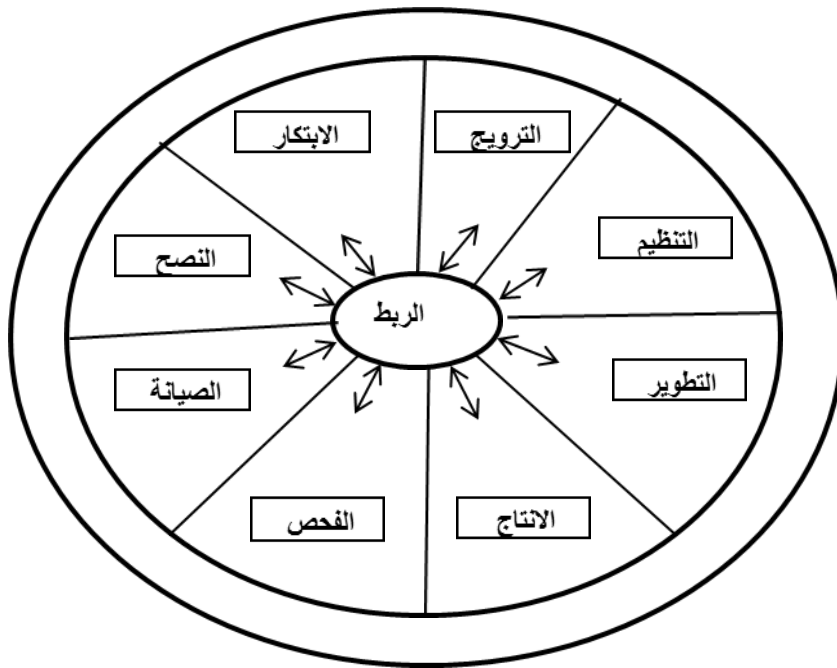 الترويج
الابتكار
التنظيم
النصح
الربط
التطوير
الصيانة
الانتاج
الفحص